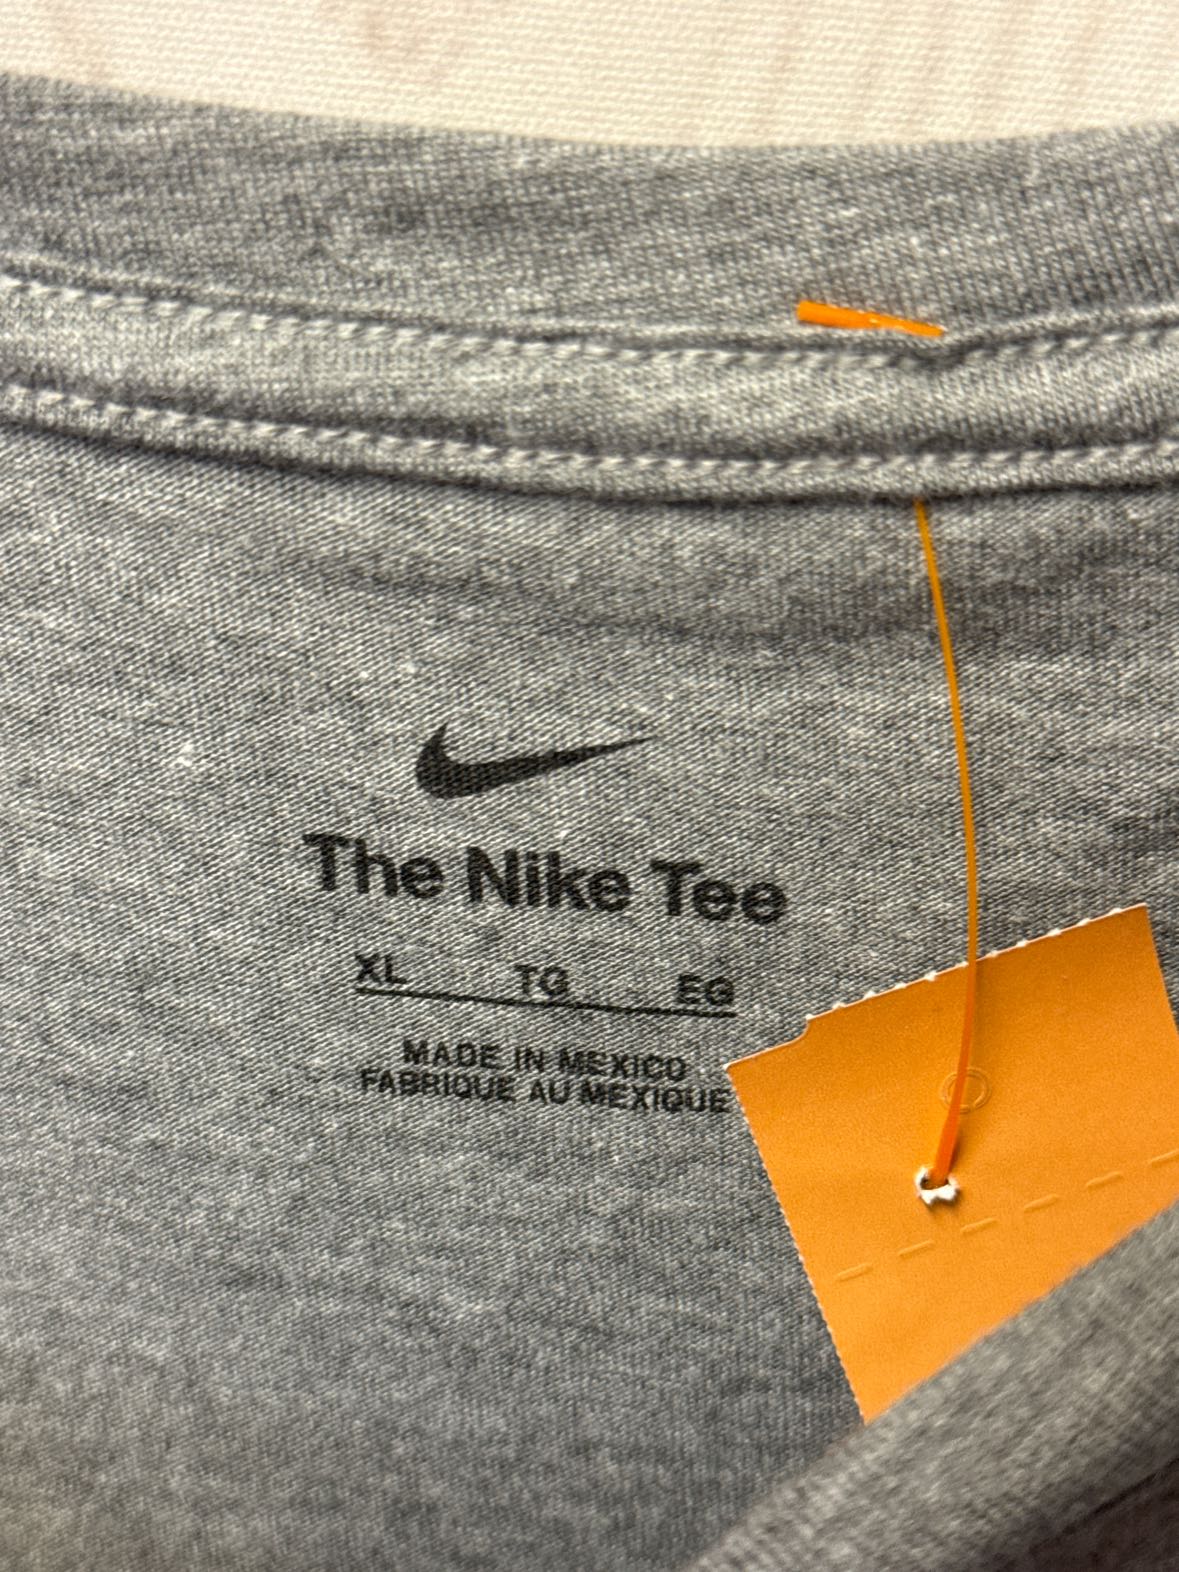 The Nike Tee
XL TG EG
MADE IN MEXICO
FABRIQUE AU MEXIQUE